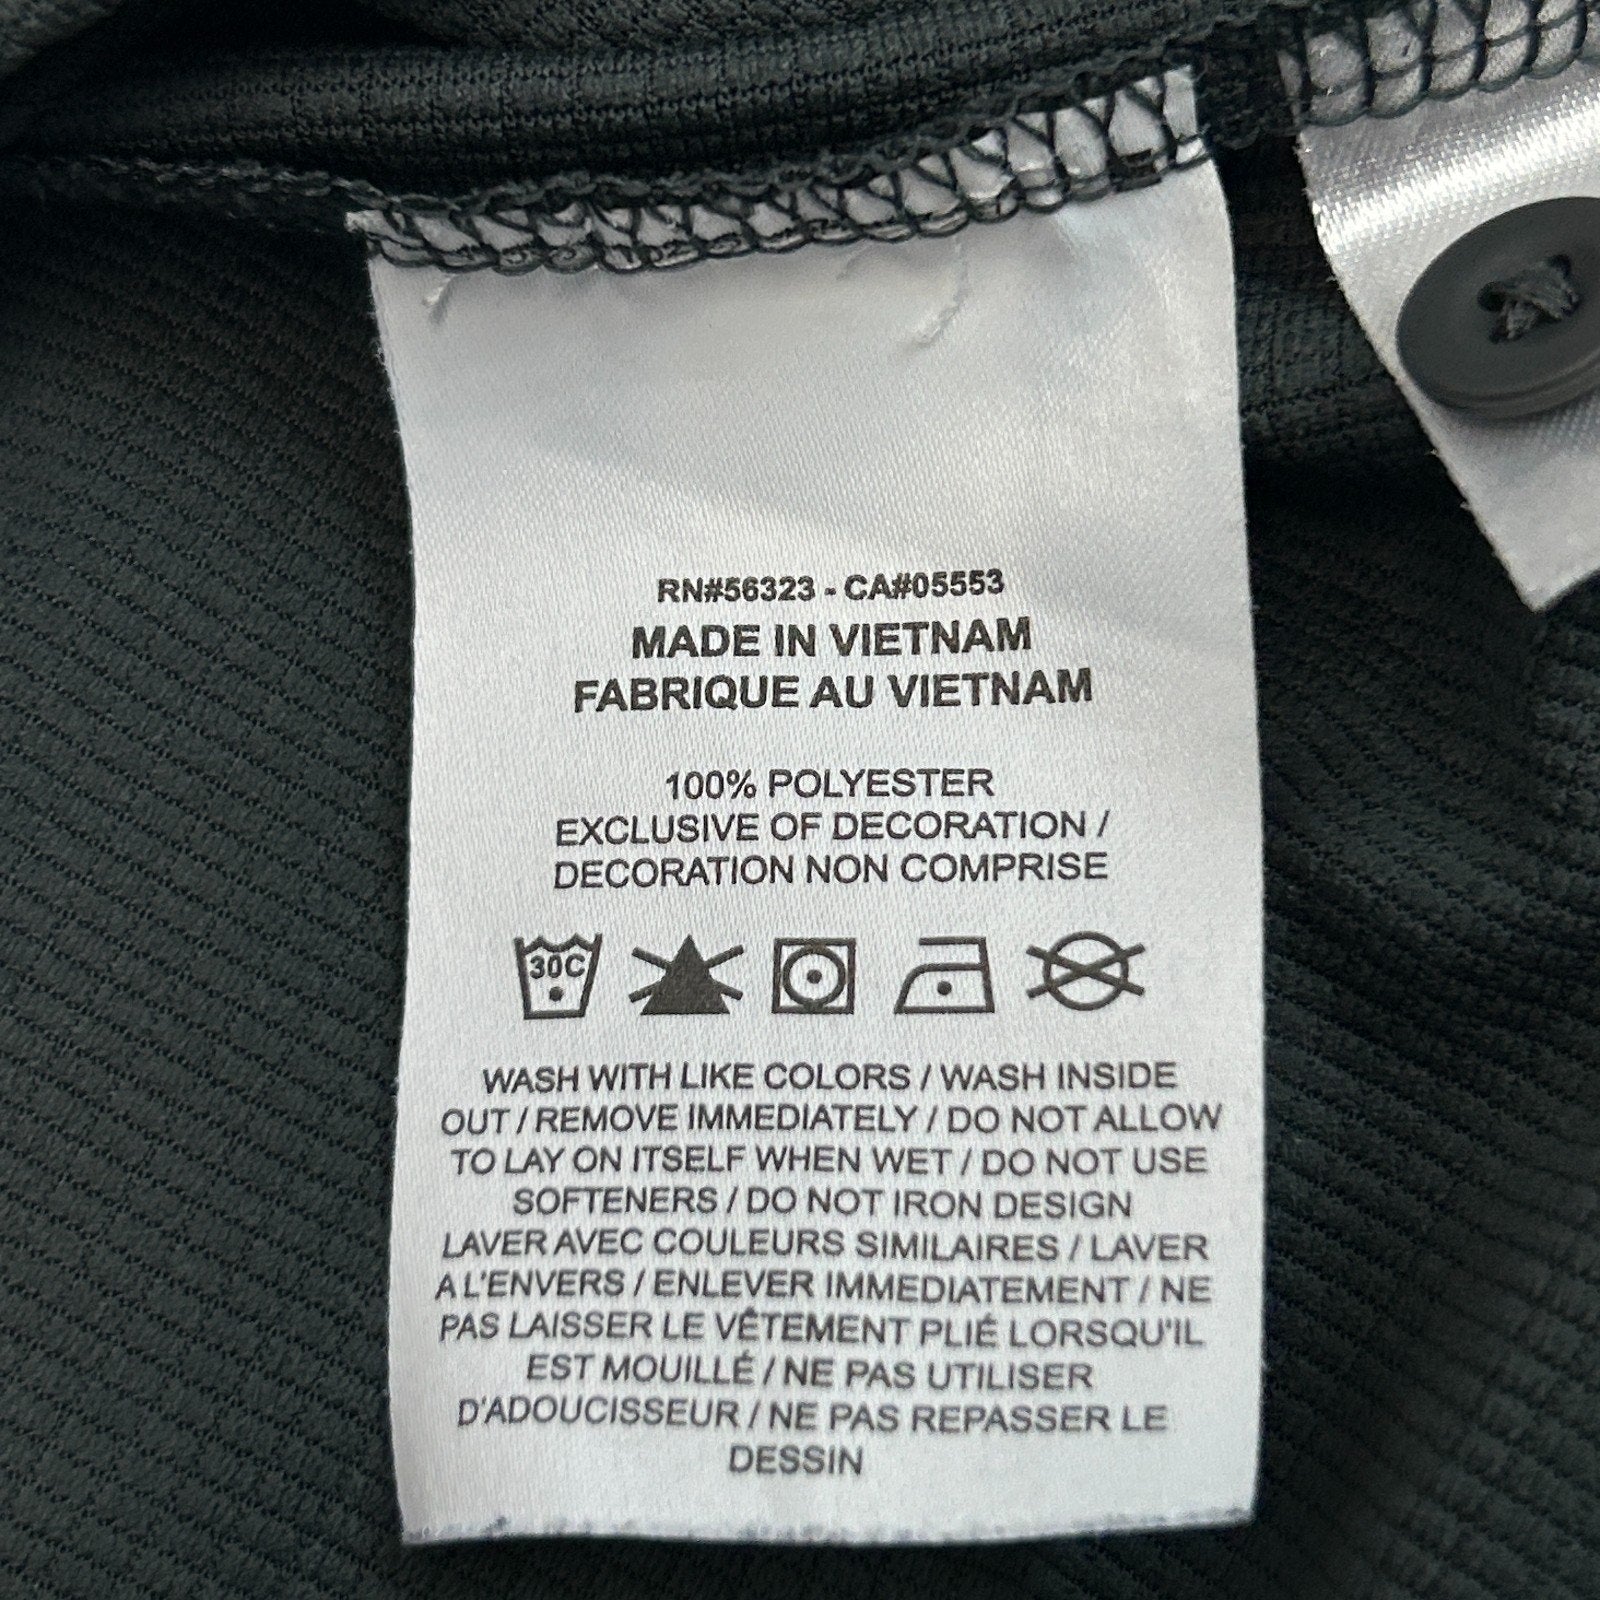 RN#56323 - CA#05553
MADE IN VIETNAM
FABRIQUE AU VIETNAM
100% POLYESTER
EXCLUSIVE OF DECORATION /
DECORATION NON COMPRISE
30C
WASH WITH LIKE COLORS / WASH INSIDE
OUT / REMOVE IMMEDIATELY / DO NOT ALLOW
TO LAY ON ITSELF WHEN WET / DO NOT USE
SOFTENERS / DO NOT IRON DESIGN
LAVER AVEC COULEURS SIMILAIRES / LAVER
A L'ENVERS / ENLEVER IMMEDIATEMENT / NE
PAS LAISSER LE VÊTEMENT PLIÉ LORSQU'IL
EST MOUILLÉ / NE PAS UTILISER
D'ADOUCISSEUR / NE PAS REPASSER LE
DESSIN